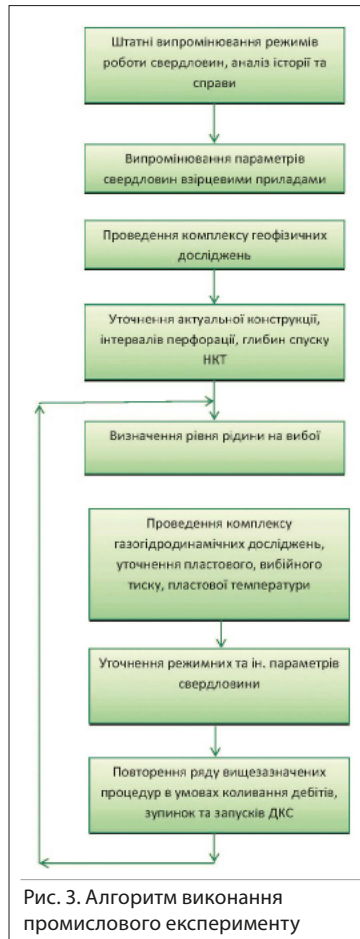 Штатні випромінювання режимів
роботи свердловин, аналіз історії та
справи
Випромінювання параметрів
свердловин взірцевими приладами
Проведення комплексу геофізичних
досліджень
Уточнення актуальної конструкції,
інтервалів перфорації, глибин спуску
НКТ
Визначення рівня рідини на вибої
Проведення комплексу
газогідродинамічних досліджень,
уточнення пластового, вибійного
тиску, пластової температури
Уточнення режимних та ін. параметрів
свердловини
Повторення ряду вищезазначених
процедур в умовах коливання дебітів,
зупинок та запусків ДКС
Рис. 3. Алгоритм виконання
промислового експерименту